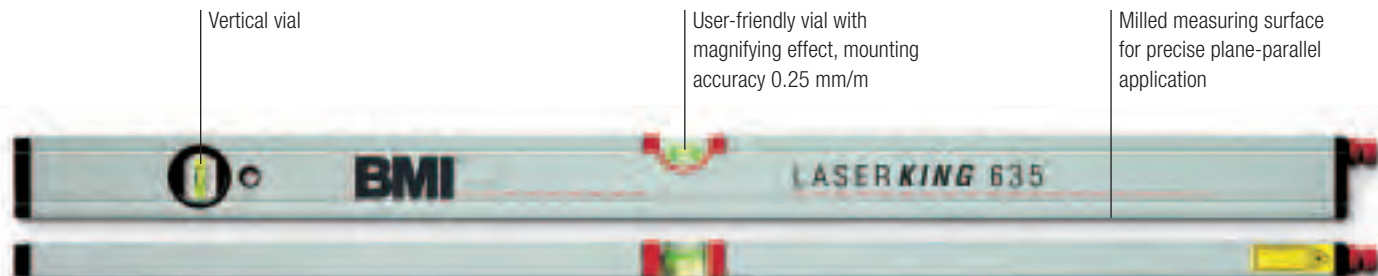 Vertical vial
User-friendly vial with
magnifying effect, mounting
accuracy 0.25 mm/m
Milled measuring surface
for precise plane-parallel
application
BMI
LASERKING 635